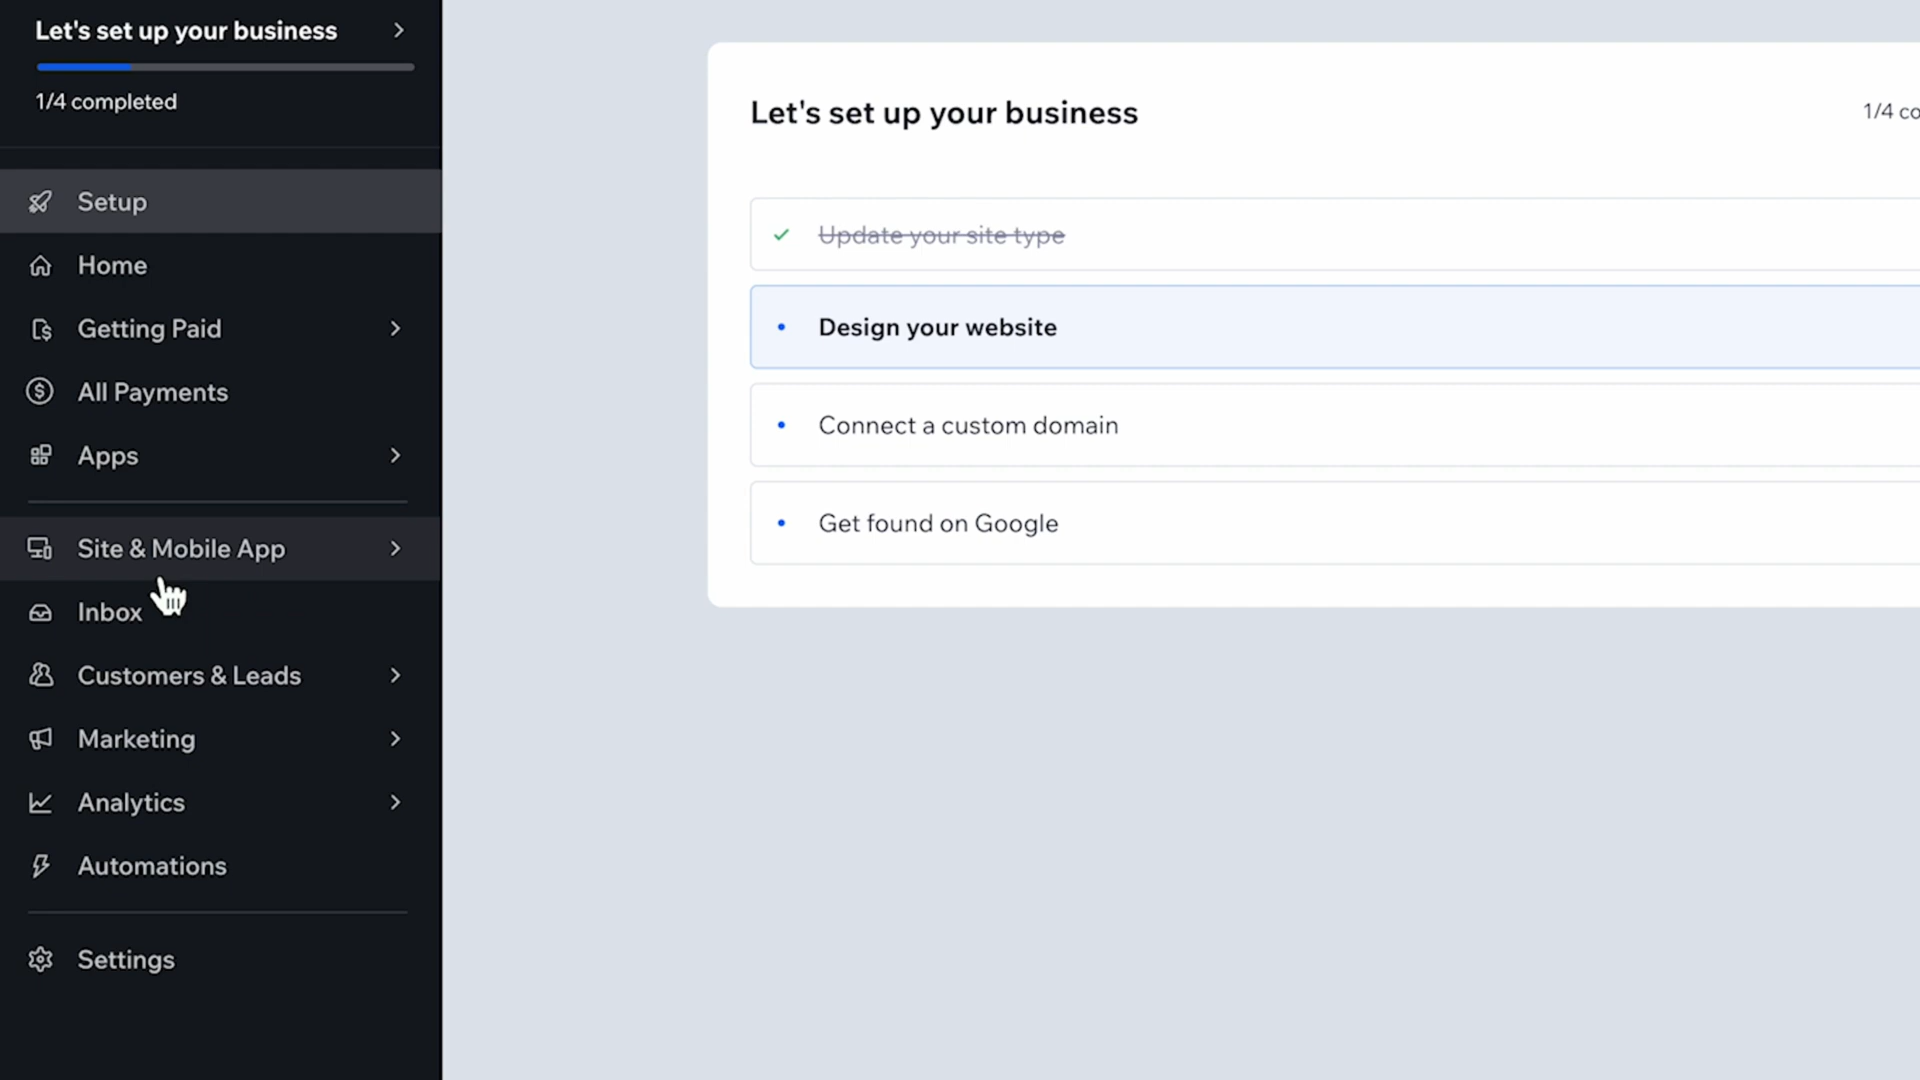 Let's set up your business
1/4 completed
Setup
Home
Getting Paid
All Payments
Apps
Site & Mobile App
Inbox
Customers & Leads
Marketing
Analytics
Automations
Settings
Let's set up your business
1/4 co
Update your site type
Design your website
Connect a custom domain
Get found on Google